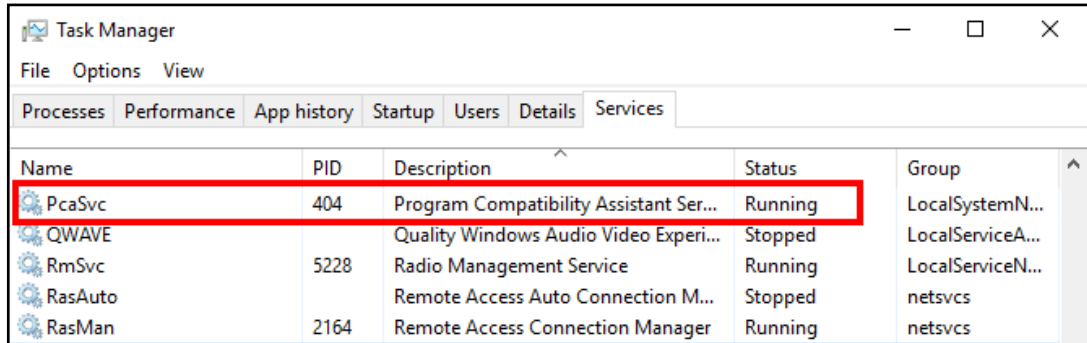 Task Manager
File Options View
Processes Performance App history Startup Users Details Services
Name PID Description Status Group
PcaSvc 404 Program Compatibility Assistant Ser... Running LocalSystemN...
QWAVE Quality Windows Audio Video Experi... Stopped LocalServiceA...
RmSvc 5228 Radio Management Service Running LocalServiceN...
RasAuto Remote Access Auto Connection M... Stopped netsvcs
RasMan 2164 Remote Access Connection Manager Running netsvcs